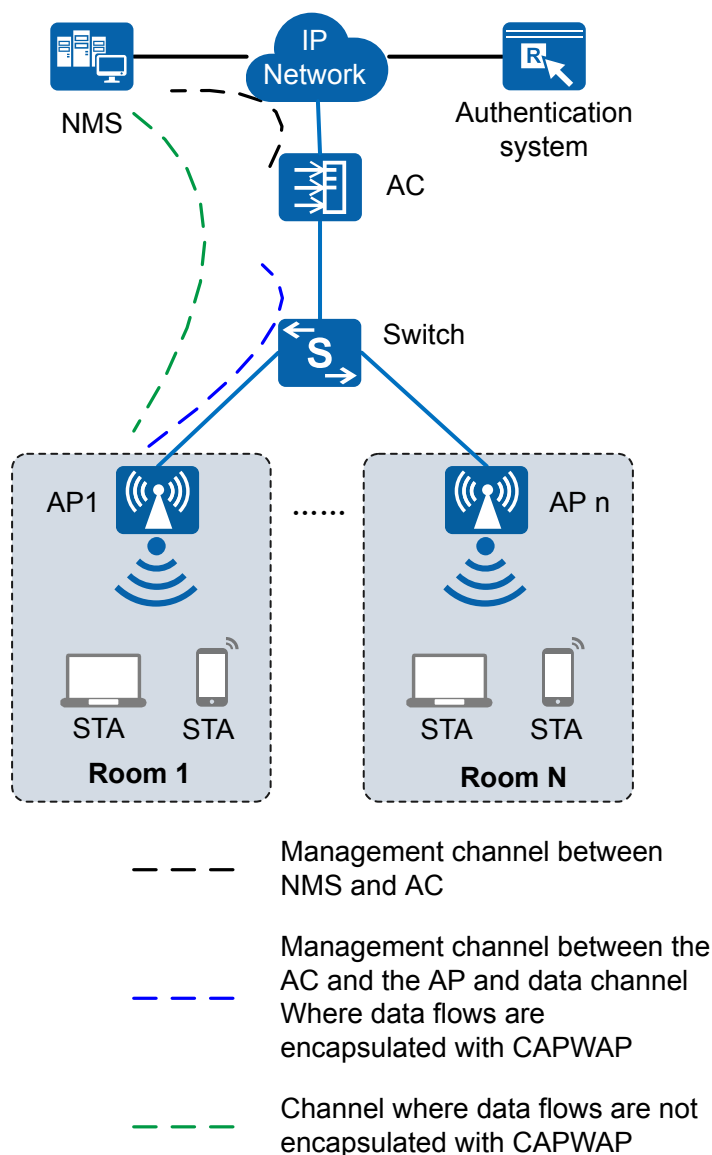 IP
Network
NMS
Authentication
system
R
AC
S
Switch
AP1
......
AP n
STA
STA
STA
STA
Room 1
Room N
Management channel between
NMS and AC
Management channel between the
AC and the AP and data channel
Where data flows are
encapsulated with CAPWAP
Channel where data flows are not
encapsulated with CAPWAP